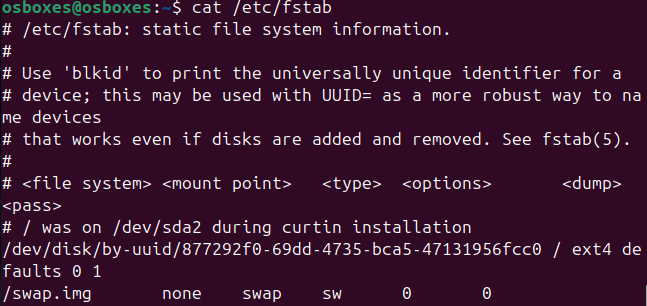 osboxes@osboxes:~$ cat /etc/fstab
# /etc/fstab: static file system information.
#
# Use 'blkid' to print the universally unique identifier for a
# device; this may be used with UUID= as a more robust way to na
me devices
# that works even if disks are added and removed. See fstab(5).
#
# <file system> <mount point>   <type>  <options>       <dump>
<pass>
# / was on /dev/sda2 during curtin installation
/dev/disk/by-uuid/877292f0-69dd-4735-bca5-47131956fcc0 / ext4 de
faults 0 1
/swap.img       none    swap    sw      0       0